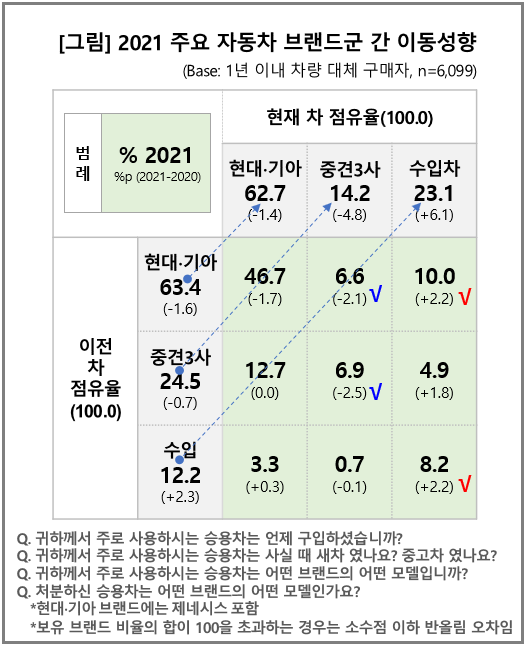 [그림] 2021 주요 자동차 브랜드군 간 이동성향
(Base: 1년 이내 차량 대체 구매자, n=6,099)
범례
% 2021
%p (2021-2020)
현재 차 점유율(100.0)
현대·기아 중견3사 수입차
62.7 14.2 23.1
(-1.4) (-4.8) (+6.1)
이전
차
점유율
(100.0)
현대·기아
63.4 46.7 6.6 10.0
(-1.6) (-1.7) (-2.1) √ (+2.2) √
중견3사
24.5 12.7 6.9 4.9
(-0.7) (0.0) (-2.5) √ (+1.8)
수입
12.2 3.3 0.7 8.2
(+2.3) (+0.3) (-0.1) (+2.2) √
Q. 귀하께서 주로 사용하시는 승용차는 언제 구입하셨습니까?
Q. 귀하께서 주로 사용하시는 승용차는 사실 때 새차 였나요? 중고차 였나요?
Q. 귀하께서 주로 사용하시는 승용차는 어떤 브랜드의 어떤 모델입니까?
Q. 처분하신 승용차는 어떤 브랜드의 어떤 모델인가요?
*현대·기아 브랜드에는 제네시스 포함
*보유 브랜드 비율의 합이 100을 초과하는 경우는 소수점 이하 반올림 오차임